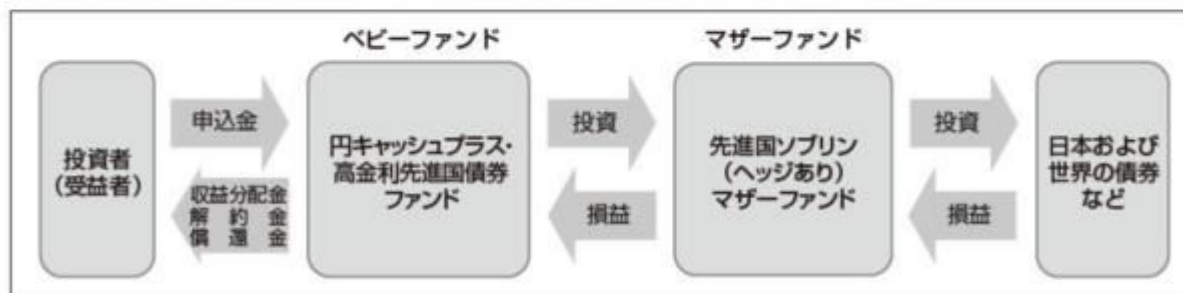 ベビーファンド
マザーファンド
投資者
(受益者)
申込金
収益分配金
解約金
償還金
円キャッシュプラス・
高金利先進国債券
ファンド
投資
損益
先進国ソブリン
(ヘッジあり)
マザーファンド
投資
損益
日本および
世界の債券
など